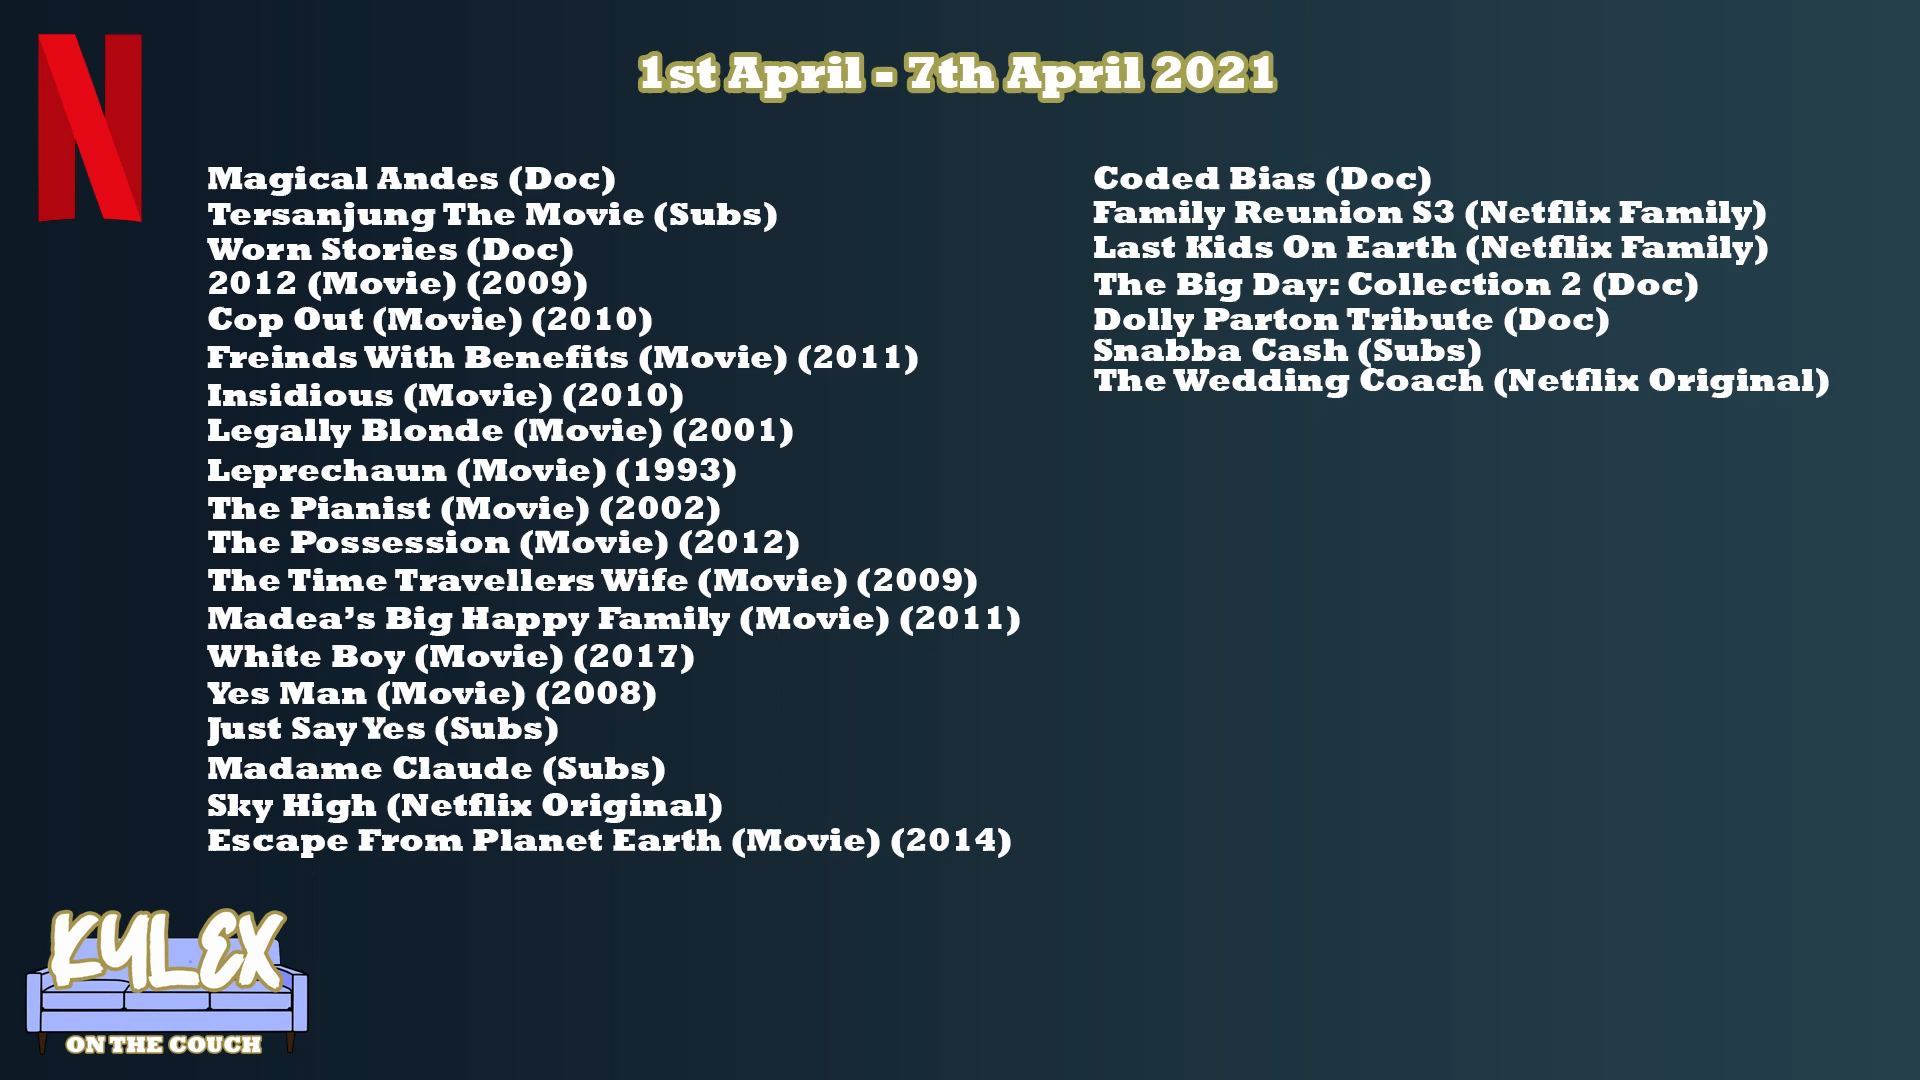 1st April - 7th April 2021
Magical Andes (Doc)
Tersanjung The Movie (Subs)
Worn Stories (Doc)
2012 (Movie) (2009)
Cop Out (Movie) (2010)
Freinds With Benefits (Movie) (2011)
Insidious (Movie) (2010)
Legally Blonde (Movie) (2001)
Leprechaun (Movie) (1993)
The Pianist (Movie) (2002)
The Possession (Movie) (2012)
The Time Travellers Wife (Movie) (2009)
Madea's Big Happy Family (Movie) (2011)
White Boy (Movie) (2017)
Yes Man (Movie) (2008)
Just Say Yes (Subs)
Madame Claude (Subs)
Sky High (Netflix Original)
Escape From Planet Earth (Movie) (2014)
Coded Bias (Doc)
Family Reunion S3 (Netflix Family)
Last Kids On Earth (Netflix Family)
The Big Day: Collection 2 (Doc)
Dolly Parton Tribute (Doc)
Snabba Cash (Subs)
The Wedding Coach (Netflix Original)
N
KYLEX
ON THE COUCH